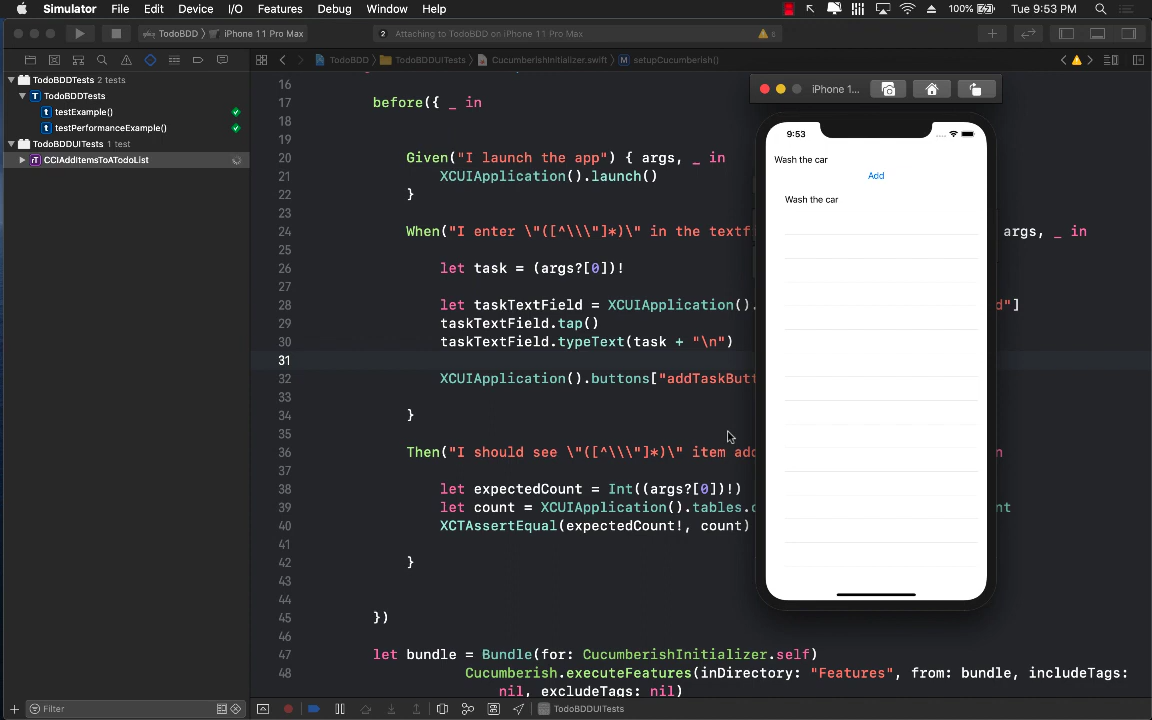 Simulator File Edit Device I/O Features Debug Window Help 100% Tue 9:53 PM
TodoBDD iPhone 11 Pro Max 2 Attaching to TodoBDD on iPhone 11 Pro Max 6
TodoBDD TodoBDDUITests CucumberishInitializer.swift M setupCucumberish()
TodoBDDTests 2 tests
T TodoBDDTests
t testExample()
t testPerformanceExample()
TodoBDDUITests 1 test
CCIAddItemsToATodoList
iPhone 1...
9:53
Wash the car
Add
Wash the car
16
17 before({ _ in
18
19
20 Given("I launch the app") { args, _ in
21 XCUIApplication().launch()
22 }
23
24 When("I enter \"([^\\\"]*)\" in the textf args, _ in
25
26 let task = (args?[0])!
27
28 let taskTextField = XCUIApplication(). d"]
29 taskTextField.tap()
30 taskTextField.typeText(task + "\n")
31
32 XCUIApplication().buttons["addTaskButt
33
34 }
35
36 Then("I should see \"([^\\\"]*)\" item add n
37
38 let expectedCount = Int((args?[0])!)
39 let count = XCUIApplication().tables.c nt
40 XCTAssertEqual(expectedCount!, count)
41
42 }
43
44
45 })
46
47 let bundle = Bundle(for: CucumberishInitializer.self)
48 Cucumberish.executeFeatures(inDirectory: "Features", from: bundle, includeTags:
nil, excludeTags: nil)
Filter TodoBDDUITests